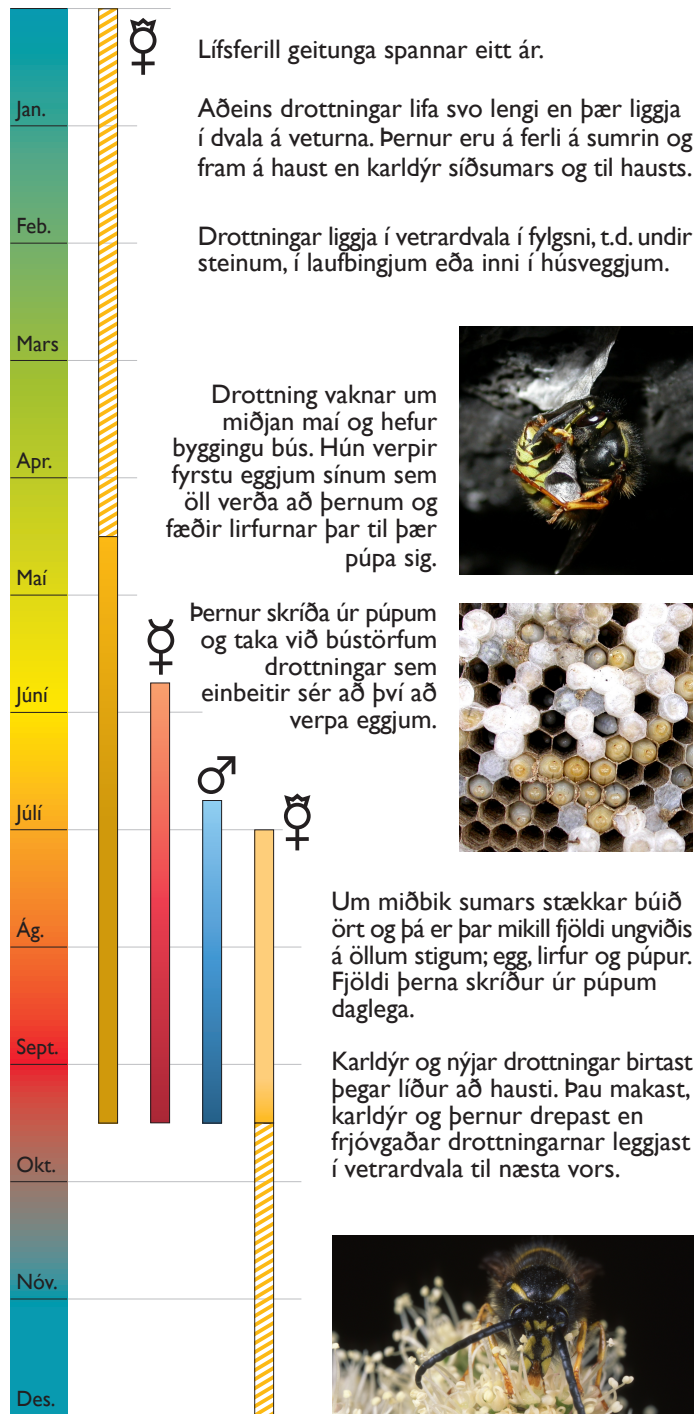 Lífsferill geitunga spannar eitt ár.
Aðeins drottningar lifa svo lengi en þær liggja
í dvala á veturna. Þernur eru á ferli á sumrin og
fram á haust en karldýr síðsumars og til hausts.
Drottningar liggja í vetrardvala í fylgsni, t.d. undir
steinum, í laufbingjum eða inni í húsveggjum.
Drottning vaknar um
miðjan maí og hefur
byggingu bús. Hún verpir
fyrstu eggjum sínum sem
öll verða að þernum og
fæðir lirfurnar þar til þær
púpa sig.
Þernur skríða úr púpum
og taka við bústörfum
drottningar sem
einbeitir sér að því að
verpa eggjum.
Um miðbik sumars stækkar búið
ört og þá er þar mikill fjöldi ungviðis
á öllum stigum; egg, lirfur og púpur.
Fjöldi þerna skríður úr púpum
daglega.
Karldýr og nýjar drottningar birtast
þegar líður að hausti. Þau makast,
karldýr og þernur drepast en
frjóvgaðar drottningarnar leggjast
í vetrardvala til næsta vors.
Jan.
Feb.
Mars
Apr.
Maí
Júní
Júlí
Ág.
Sept.
Okt.
Nóv.
Des.